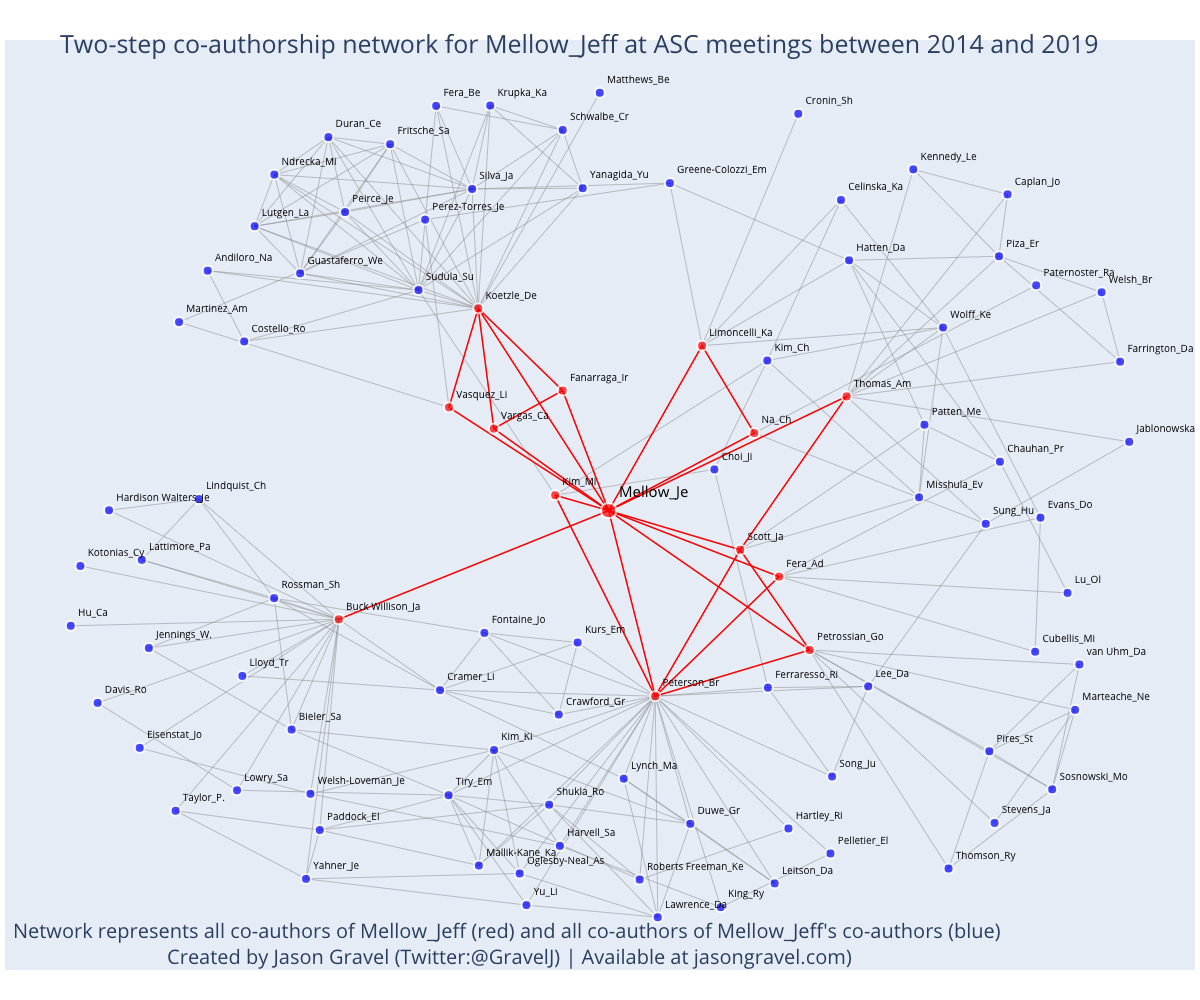 Two-step co-authorship network for Mellow_Jeff at ASC meetings between 2014 and 2019
Matthews_Be
Fera_Be
Krupka_Ka
Cronin_Sh
Schwalbe_Cr
Duran_Ce
Fritsche_Sa
Kennedy_Le
Ndrecka_Mi
Greene-Colozzi_Em
Silva_Ja
Yanagida_Yu
Caplan_Jo
Celinska_Ka
Peirce_Je
Perez-Torres_Je
Lutgen_La
Piza_Er
Hatten_Da
Andiloro_Na
Guastaferro_We
Paternoster_Ra
Sudula_Su
Welsh_Br
Koetzle_De
Martinez_Am
Wolff_Ke
Costello_Ro
Limoncelli_Ka
Kim_Ch
Farrington_Da
Fanarraga_Ir
Thomas_Am
Vasquez_Li
Vargas_Ca
Na_Ch
Patten_Me
Jablonowska
Chauhan_Pr
Choi_Ji
Kim_Mi
Misshula_Ev
Lindquist_Ch
Mellow_Je
Hardison Walters_Je
Evans_Do
Sung_Hu
Scott_Ja
Kotonias_Cy
Lattimore_Pa
Fera_Ad
Rossman_Sh
Lu_Ol
Buck Willison_Ja
Hu_Ca
Fontaine_Jo
Kurs_Em
Jennings_W.
Petrossian_Go
Cubellis_Mi
van Uhm_Da
Lloyd_Tr
Cramer_Li
Peterson_Br
Ferraresso_Ri
Lee_Da
Davis_Ro
Crawford_Gr
Marteache_Ne
Bieler_Sa
Eisenstat_Jo
Kim_Ki
Pires_St
Lynch_Ma
Song_Ju
Lowry_Sa
Welsh-Loveman_Je
Tiry_Em
Sosnowski_Mo
Taylor_P.
Shukla_Ro
Duwe_Gr
Stevens_Ja
Paddock_El
Hartley_Ri
Harvell_Sa
Pelletier_El
Mallik-Kane_Ka
Oglesby-Neal_As
Yahner_Je
Roberts Freeman_Ke
Leitson_Da
Thomson_Ry
Yu_Li
King_Ry
Lawrence_Da
Network represents all co-authors of Mellow_Jeff (red) and all co-authors of Mellow_Jeff's co-authors (blue)
Created by Jason Gravel (Twitter:@GravelJ) | Available at jasongravel.com)